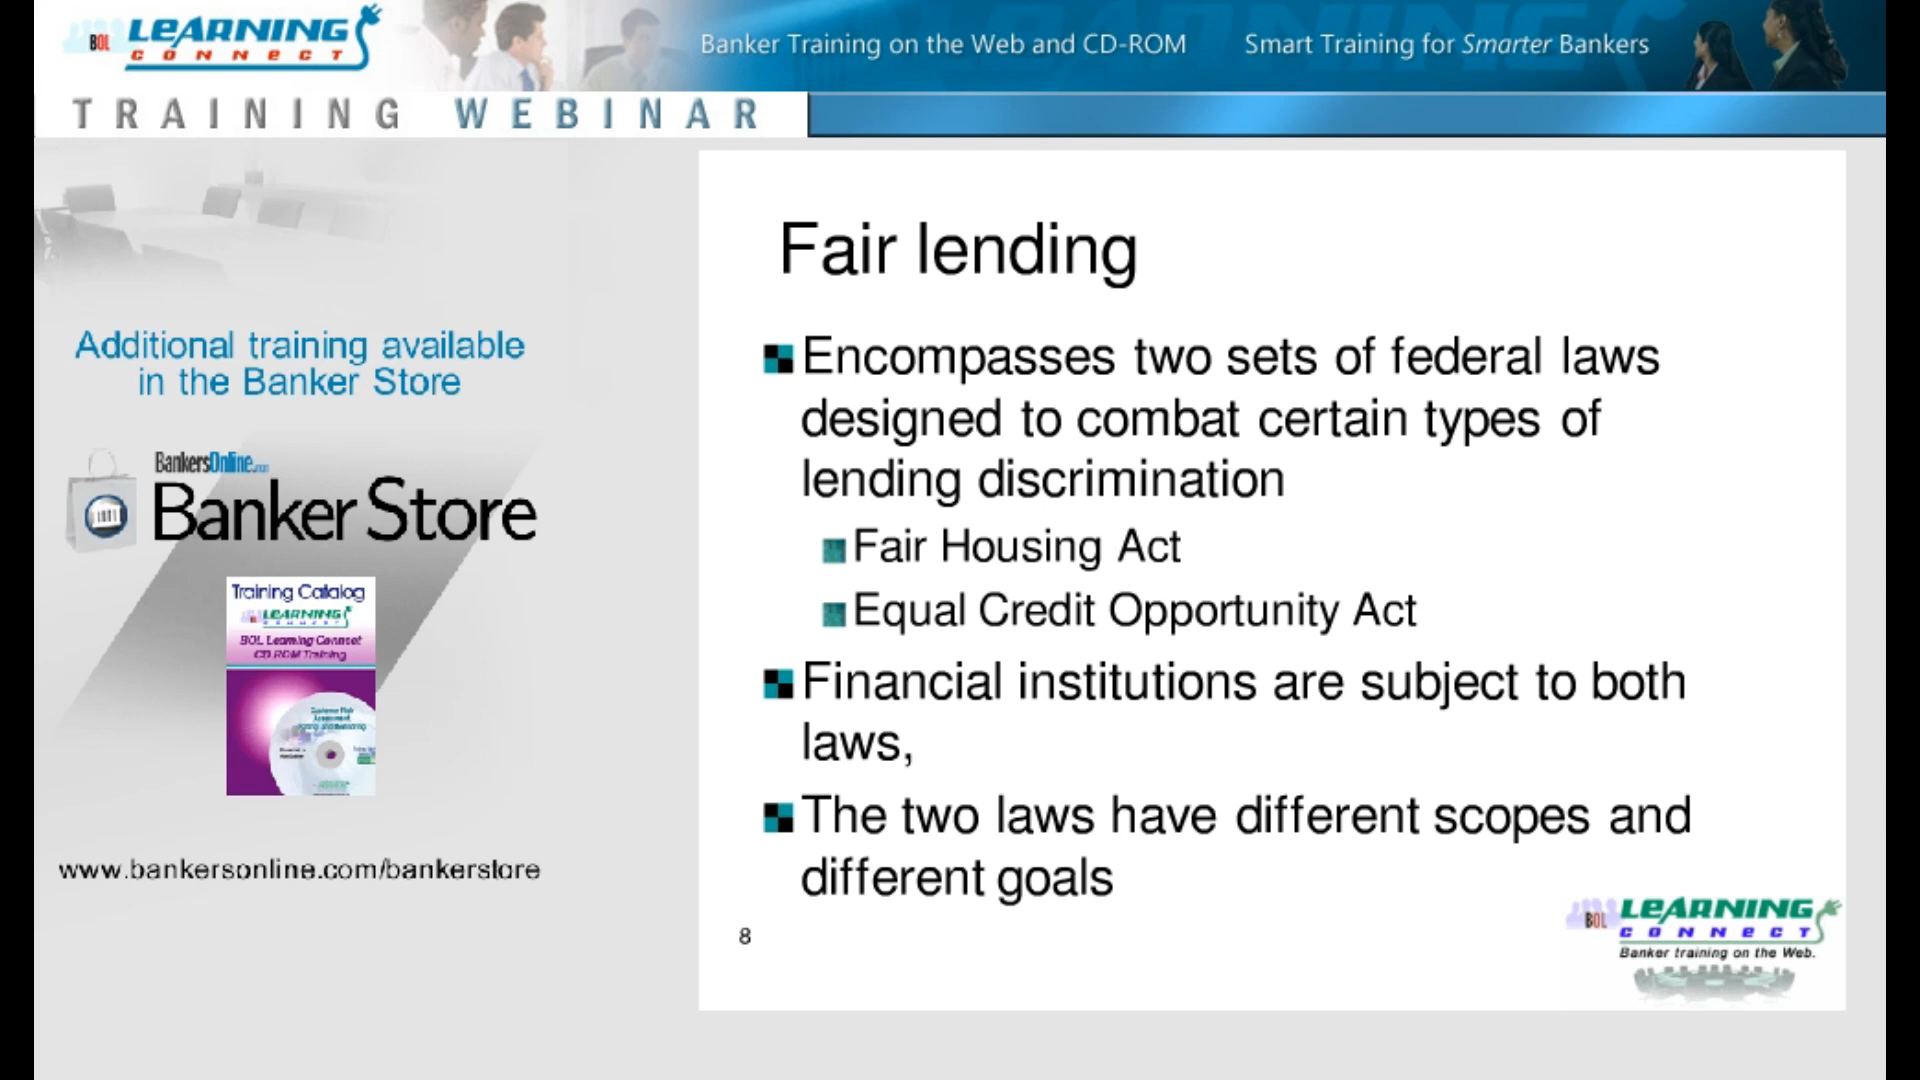 BOL LEARNING
CONNECT
Banker Training on the Web and CD-ROM
Smart Training for Smarter Bankers
TRAINING WEBINAR
Additional training available
in the Banker Store
BankersOnline.com
Banker Store
Training Catalog
LEARNING
CONNECT
BOL Learning Connect
CD ROM Training
www.bankersonline.com/bankerstore
Fair lending
Encompasses two sets of federal laws
designed to combat certain types of
lending discrimination
Fair Housing Act
Equal Credit Opportunity Act
Financial institutions are subject to both
laws,
The two laws have different scopes and
different goals
8
BOL LEARNING
CONNECT
Banker training on the Web.